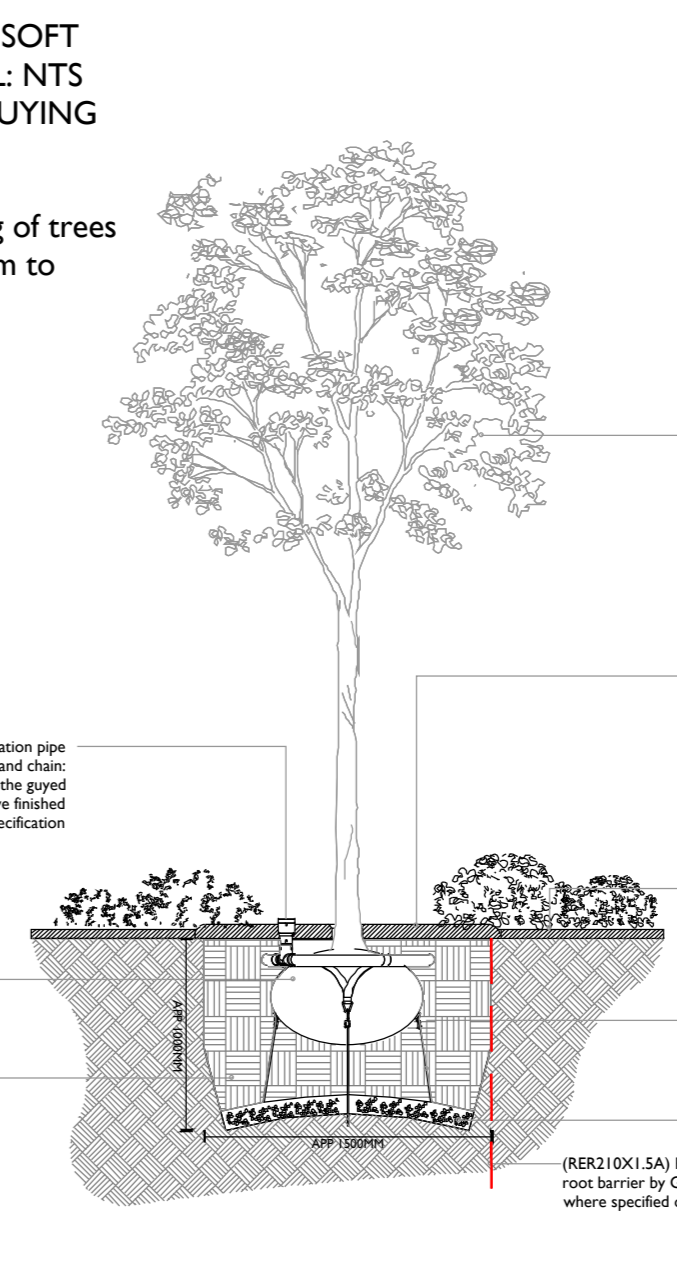 SOFT
L: NTS
UYING
g of trees
m to
ation pipe
and chain:
the guyed
ve finished
ecification
APP 1000MM
APP 1500MM
(RER210X1.5A)
root barrier by
where specified